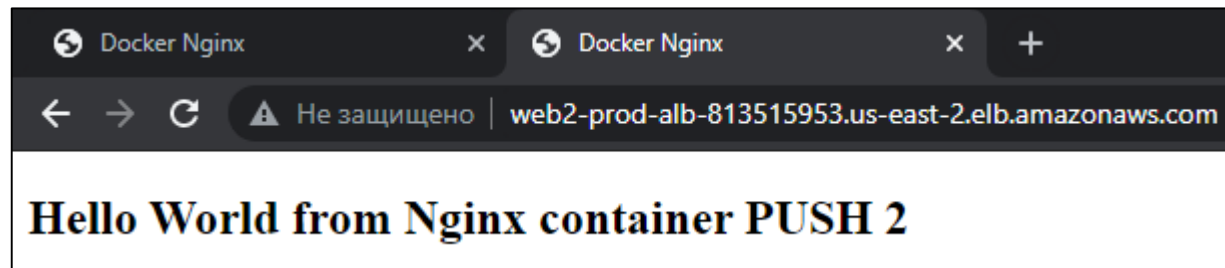 Docker Nginx Docker Nginx
Не защищено web2-prod-alb-813515953.us-east-2.elb.amazonaws.com
Hello World from Nginx container PUSH 2